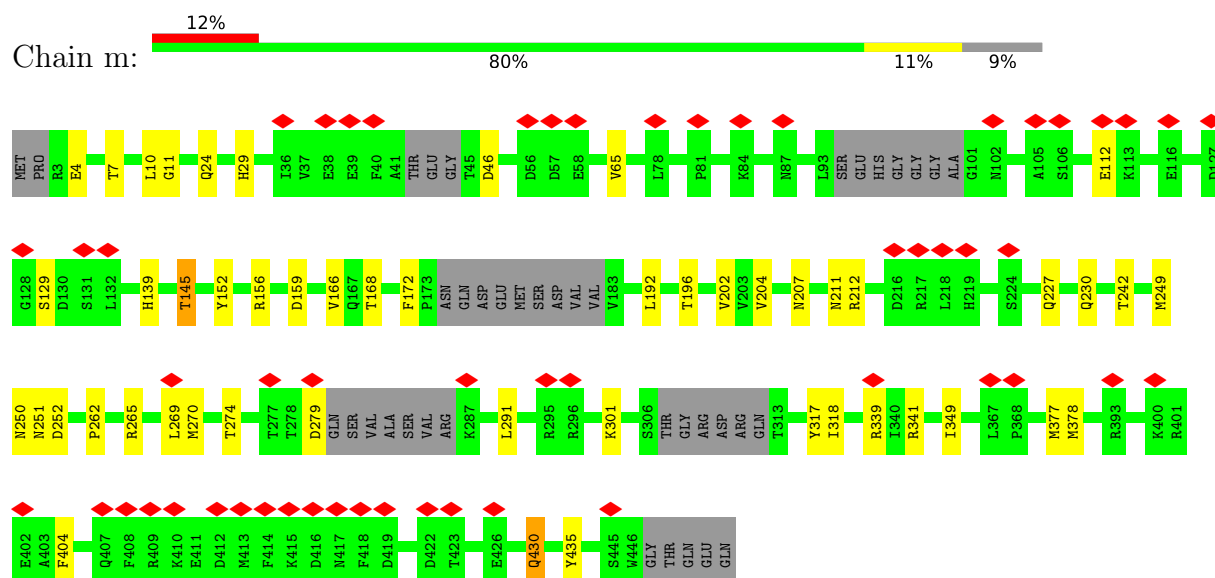 12%
Chain m:
80% 11% 9%
MET PRO R3 E4 T7 L10 G11 Q24 H29 I36 V37 E38 E39 F40 A41 THR GLU GLY T45 D46 D56 D57 E58 V65 L78 P81 K84 N87 L93 SER GLU HIS GLY GLY GLY ALA G101 N102 A105 S106 E112 K113 E116 D127
G128 S129 D130 S131 L132 H139 T145 Y152 R156 D159 V166 Q167 T168 F172 P173 ASN GLN ASP GLU MET SER ASP VAL VAL V183 L192 T196 V202 V203 V204 N207 N211 R212 D216 R217 L218 H219 S224 Q227 Q230 T242 M249
N250 N251 D252 P262 R265 L269 M270 T274 T277 T278 D279 GLN SER VAL ALA SER VAL ARG K287 L291 R295 R296 K301 S306 THR GLY ARG ASP ARG GLN T313 Y317 I318 R339 I340 R341 I349 L367 P368 M377 M378 R393 K400 R401
E402 A403 F404 Q407 F408 R409 K410 E411 D412 M413 F414 K415 D416 N417 F418 D419 D422 T423 E426 Q430 Y435 S445 W446 GLY THR GLN GLU GLN